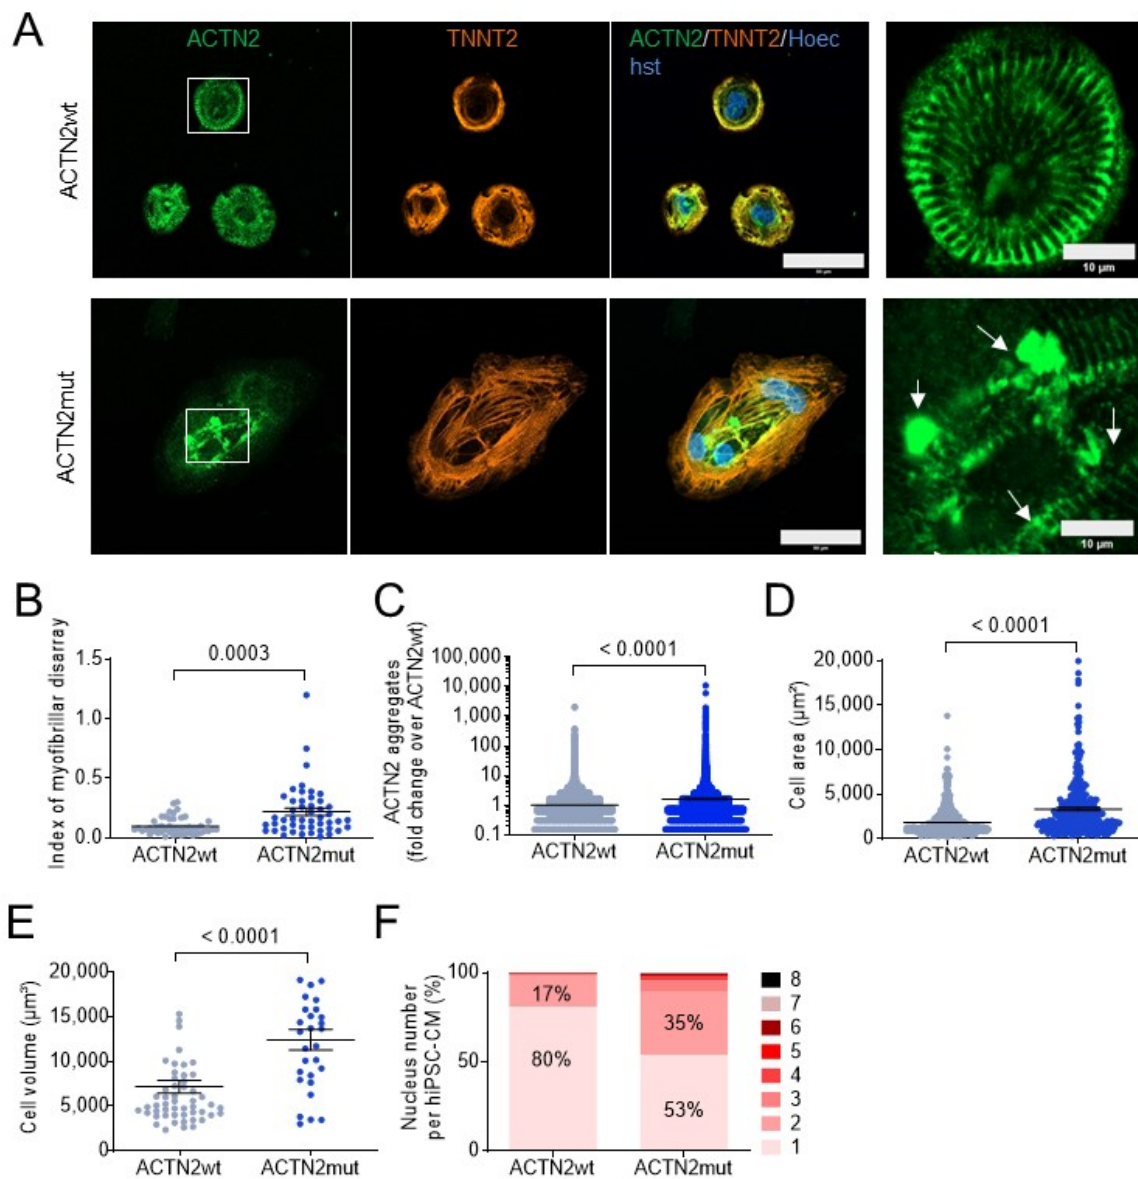 A
ACTN2
TNNT2
ACTN2/TNNT2/Hoec
hst
ACTN2wt
10 µm
ACTN2mut
10 µm
B
Index of myofibrillar disarray
0.0003
1.5
1.0
0.5
0.0
ACTN2wt
ACTN2mut
C
ACTN2 aggregates
(fold change over ACTN2wt)
< 0.0001
100,000
10,000
1,000
100
10
1
0.1
ACTN2wt
ACTN2mut
D
Cell area (µm²)
< 0.0001
20,000
15,000
10,000
5,000
0
ACTN2wt
ACTN2mut
E
Cell volume (µm³)
< 0.0001
20,000
15,000
10,000
5,000
0
ACTN2wt
ACTN2mut
F
Nucleus number
per hiPSC-CM (%)
100
50
0
17%
80%
35%
53%
ACTN2wt
ACTN2mut
8
7
6
5
4
3
2
1